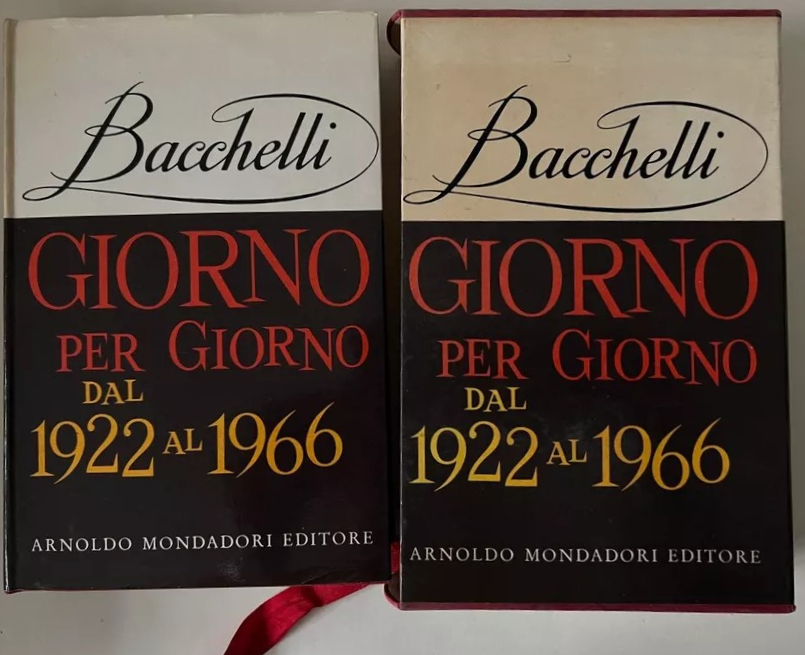 Bacchelli
GIORNO
PER GIORNO
DAL
1922 AL 1966
ARNOLDO MONDADORI EDITORE
Bacchelli
GIORNO
PER GIORNO
DAL
1922 AL 1966
ARNOLDO MONDADORI EDITORE